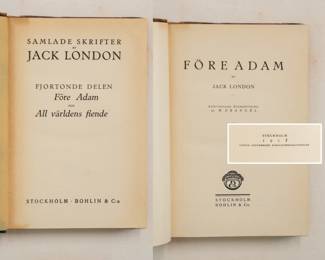 SAMLADE SKRIFTER
AV
JACK LONDON
FJORTONDE DELEN
Före Adam
och
All världens fiende
STOCKHOLM · BOHLIN & C:o
FÖRE ADAM
AV
JACK LONDON
STOCKHOLM
BOHLIN & C:o
STOCKHOLM